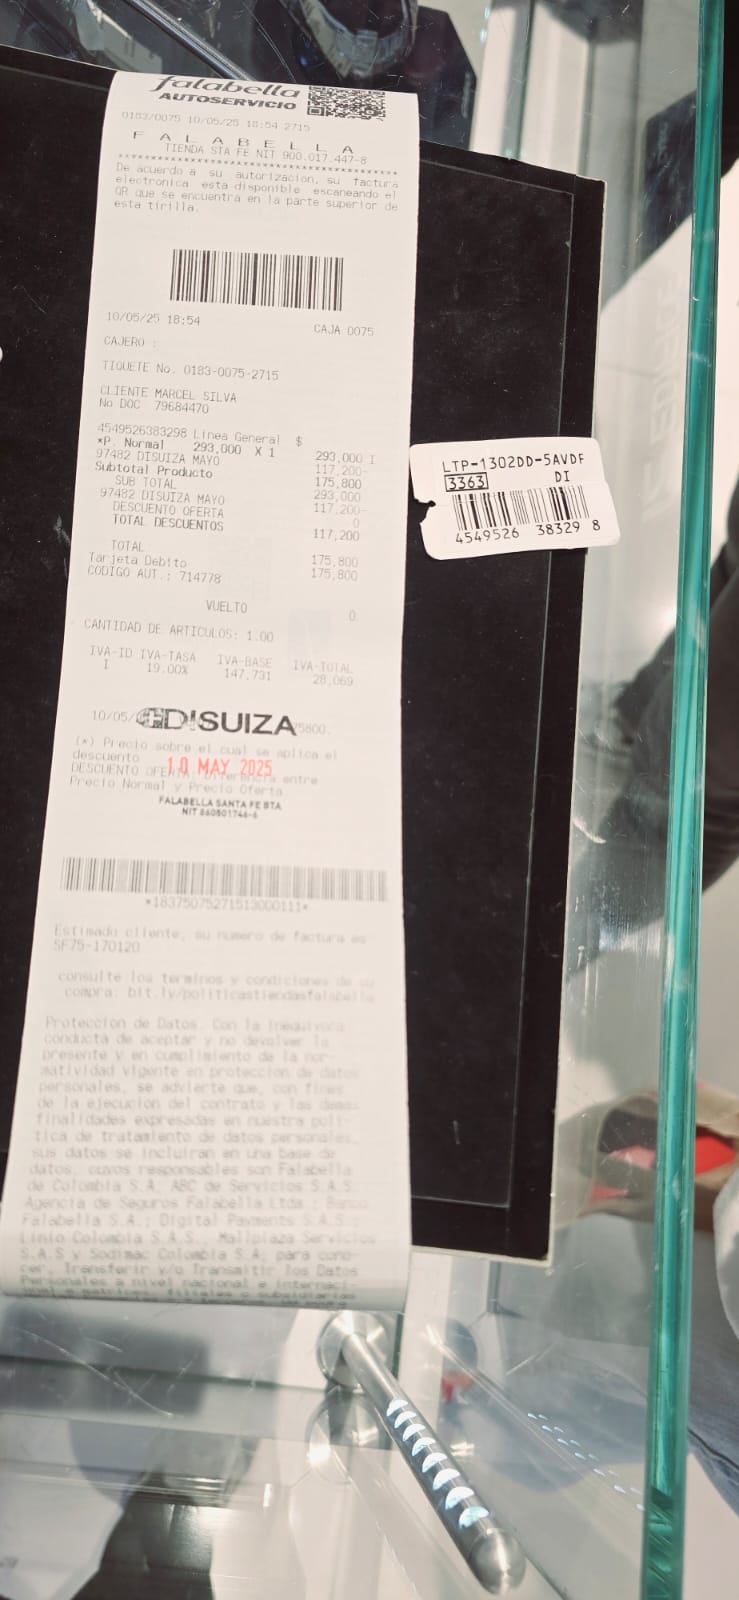 falabella
AUTOSERVICIO
0183/0075 10/05/25 18:54 2715
F A L A B E L L A
TIENDA STA FE NIT 900.017.447-8
****************************************
De acuerdo a su autorizacion, su factura
electronica esta disponible escaneando el
QR que se encuentra en la parte superior de
esta tirilla.
10/05/25 18:54 CAJA 0075
CAJERO :
TIQUETE No. 0183-0075-2715
CLIENTE MARCEL SILVA
No DOC 79684470
4549526383298 Linea General $
*P. Normal 293,000 X 1 293,000 I
97482 DISUIZA MAYO 117,200-
Subtotal Producto 175,800
SUB TOTAL 293,000
97482 DISUIZA MAYO 117,200-
DESCUENTO OFERTA 0
TOTAL DESCUENTOS 117,200
TOTAL 175,800
Tarjeta Debito 175,800
CODIGO AUT.: 714778
VUELTO 0
CANTIDAD DE ARTICULOS: 1.00
IVA-ID IVA-TASA IVA-BASE IVA-TOTAL
I 19.00% 147,731 28,069
10/05/ DISUIZA 75800.
(*) Precio sobre el cual se aplica el
descuento
10 MAY 2025
DESCUENTO OFERTA: Diferencia entre
Precio Normal y Precio Oferta
FALABELLA SANTA FE BTA
NIT 860501746-6
*18375075271513000111*
Estimado cliente, su numero de factura es
SF75-170120
consulte los terminos y condiciones de su
compra: bit.ly/politicastiendasfalabella
Proteccion de Datos. Con la inequivoca
conducta de aceptar y no devolver la
presente y en cumplimiento de la nor-
matividad vigente en proteccion de datos
personales, se advierte que, con fines
de la ejecucion del contrato y las demas
finalidades expresadas en nuestra poli-
tica de tratamiento de datos personales,
sus datos se incluiran en una base de
datos, cuyos responsables son Falabella
de Colombia S.A. ABC de Servicios S.A.S
Agencia de Seguros Falabella Ltda.; Banco
Falabella S.A.; Digital Payments S.A.S.;
Linio Colombia S.A.S., Mallplaza Servicios
S.A.S y Sodimac Colombia S.A; para cono-
cer, Transferir y/o Transmitir los Datos
Personales a nivel nacional e internaci-
onal a matrices, filiales o subsidiarias
LTP-1302DD-5AVDF
3363 DI
4549526 38329 8